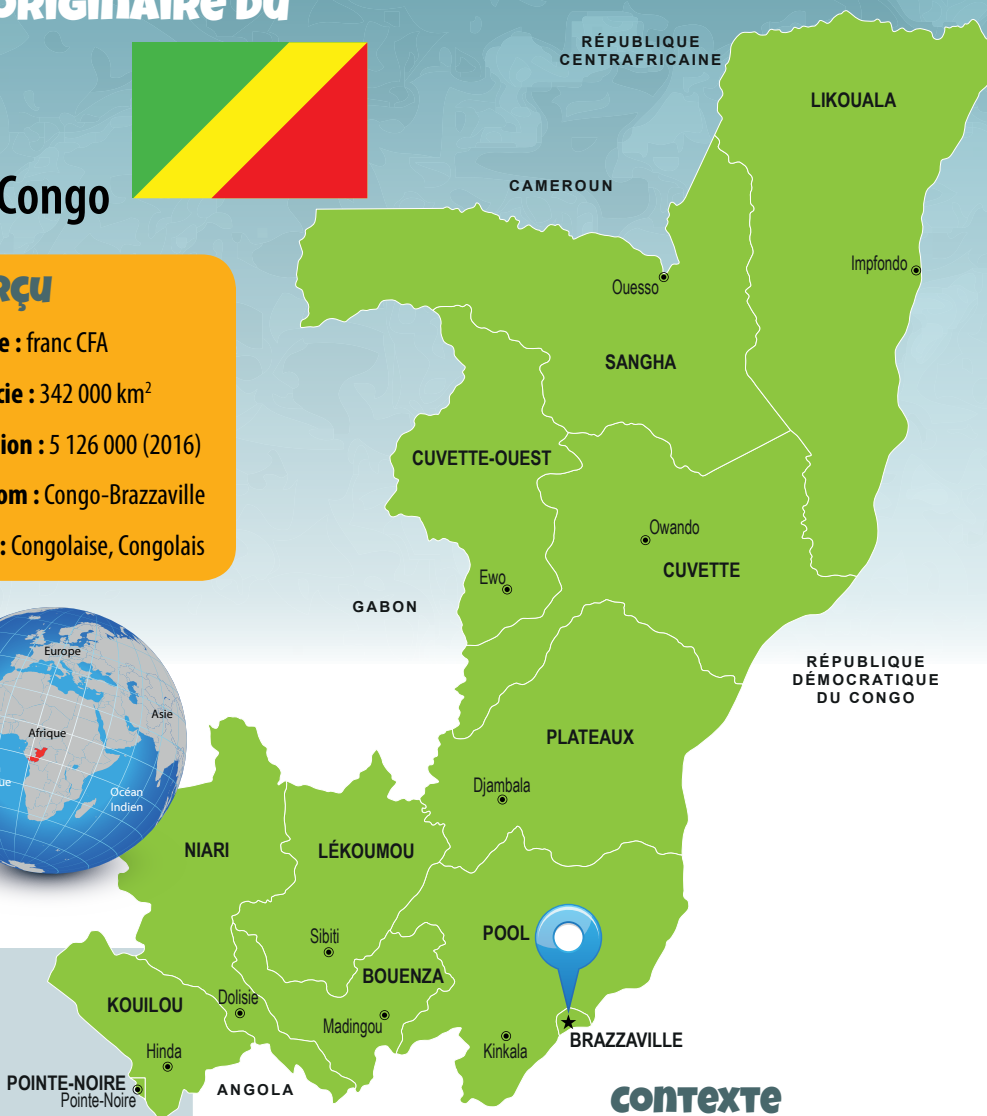 ORIGINAIRE DU
Congo
RÇU
e : franc CFA
cie : 342 000 km²
ion : 5 126 000 (2016)
om : Congo-Brazzaville
: Congolaise, Congolais
RÉPUBLIQUE
CENTRAFRICAINE
LIKOUALA
CAMEROUN
Impfondo
Ouesso
SANGHA
CUVETTE-OUEST
Owando
CUVETTE
Ewo
GABON
RÉPUBLIQUE
DÉMOCRATIQUE
DU CONGO
Europe
Asie
Afrique
ue
Océan
Indien
PLATEAUX
Djambala
NIARI
LÉKOUMOU
POOL
Sibiti
BOUENZA
KOUILOU
Dolisie
Madingou
BRAZZAVILLE
Kinkala
Hinda
POINTE-NOIRE
Pointe-Noire
ANGOLA
CONTEXTE